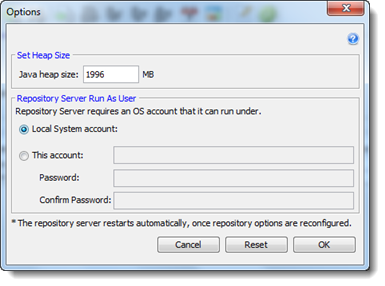 Options
Set Heap Size
Java heap size: 1996 MB
Repository Server Run As User
Repository Server requires an OS account that it can run under.
Local System account:
This account:
Password:
Confirm Password:
* The repository server restarts automatically, once repository options are reconfigured.
Cancel Reset OK